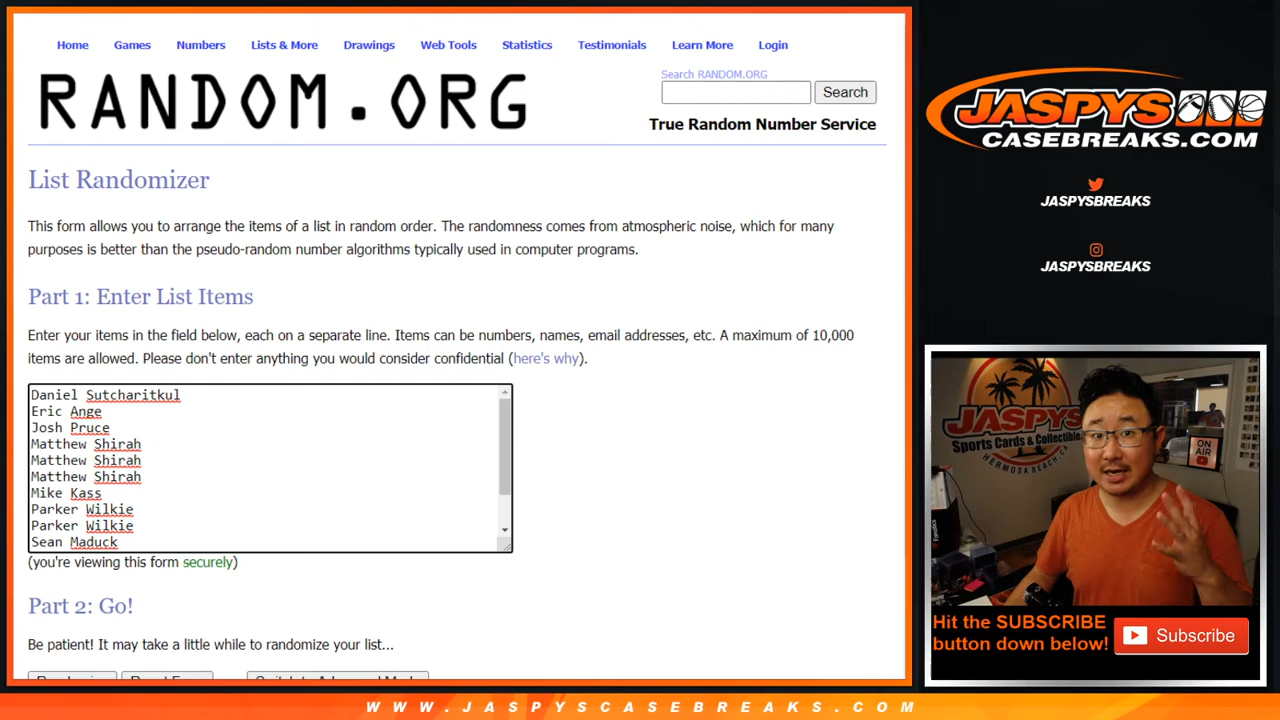 Home Games Numbers Lists & More Drawings Web Tools Statistics Testimonials Learn More Login
RANDOM.ORG
Search RANDOM.ORG
Search
True Random Number Service
List Randomizer
This form allows you to arrange the items of a list in random order. The randomness comes from atmospheric noise, which for many
purposes is better than the pseudo-random number algorithms typically used in computer programs.
Part 1: Enter List Items
Enter your items in the field below, each on a separate line. Items can be numbers, names, email addresses, etc. A maximum of 10,000
items are allowed. Please don't enter anything you would consider confidential (here's why).
Daniel Sutcharitkul
Eric Ange
Josh Pruce
Matthew Shirah
Matthew Shirah
Matthew Shirah
Mike Kass
Parker Wilkie
Parker Wilkie
Sean Maduck
(you're viewing this form securely)
Part 2: Go!
Be patient! It may take a little while to randomize your list...
JASPYS
CASEBREAKS.COM
JASPYSBREAKS
JASPYSBREAKS
JASPYS
Sports Cards & Collectibles
HERMOSA BEACH, CA
ON AIR
Hit the SUBSCRIBE
button down below!
Subscribe
WWW.JASPYSCASEBREAKS.COM